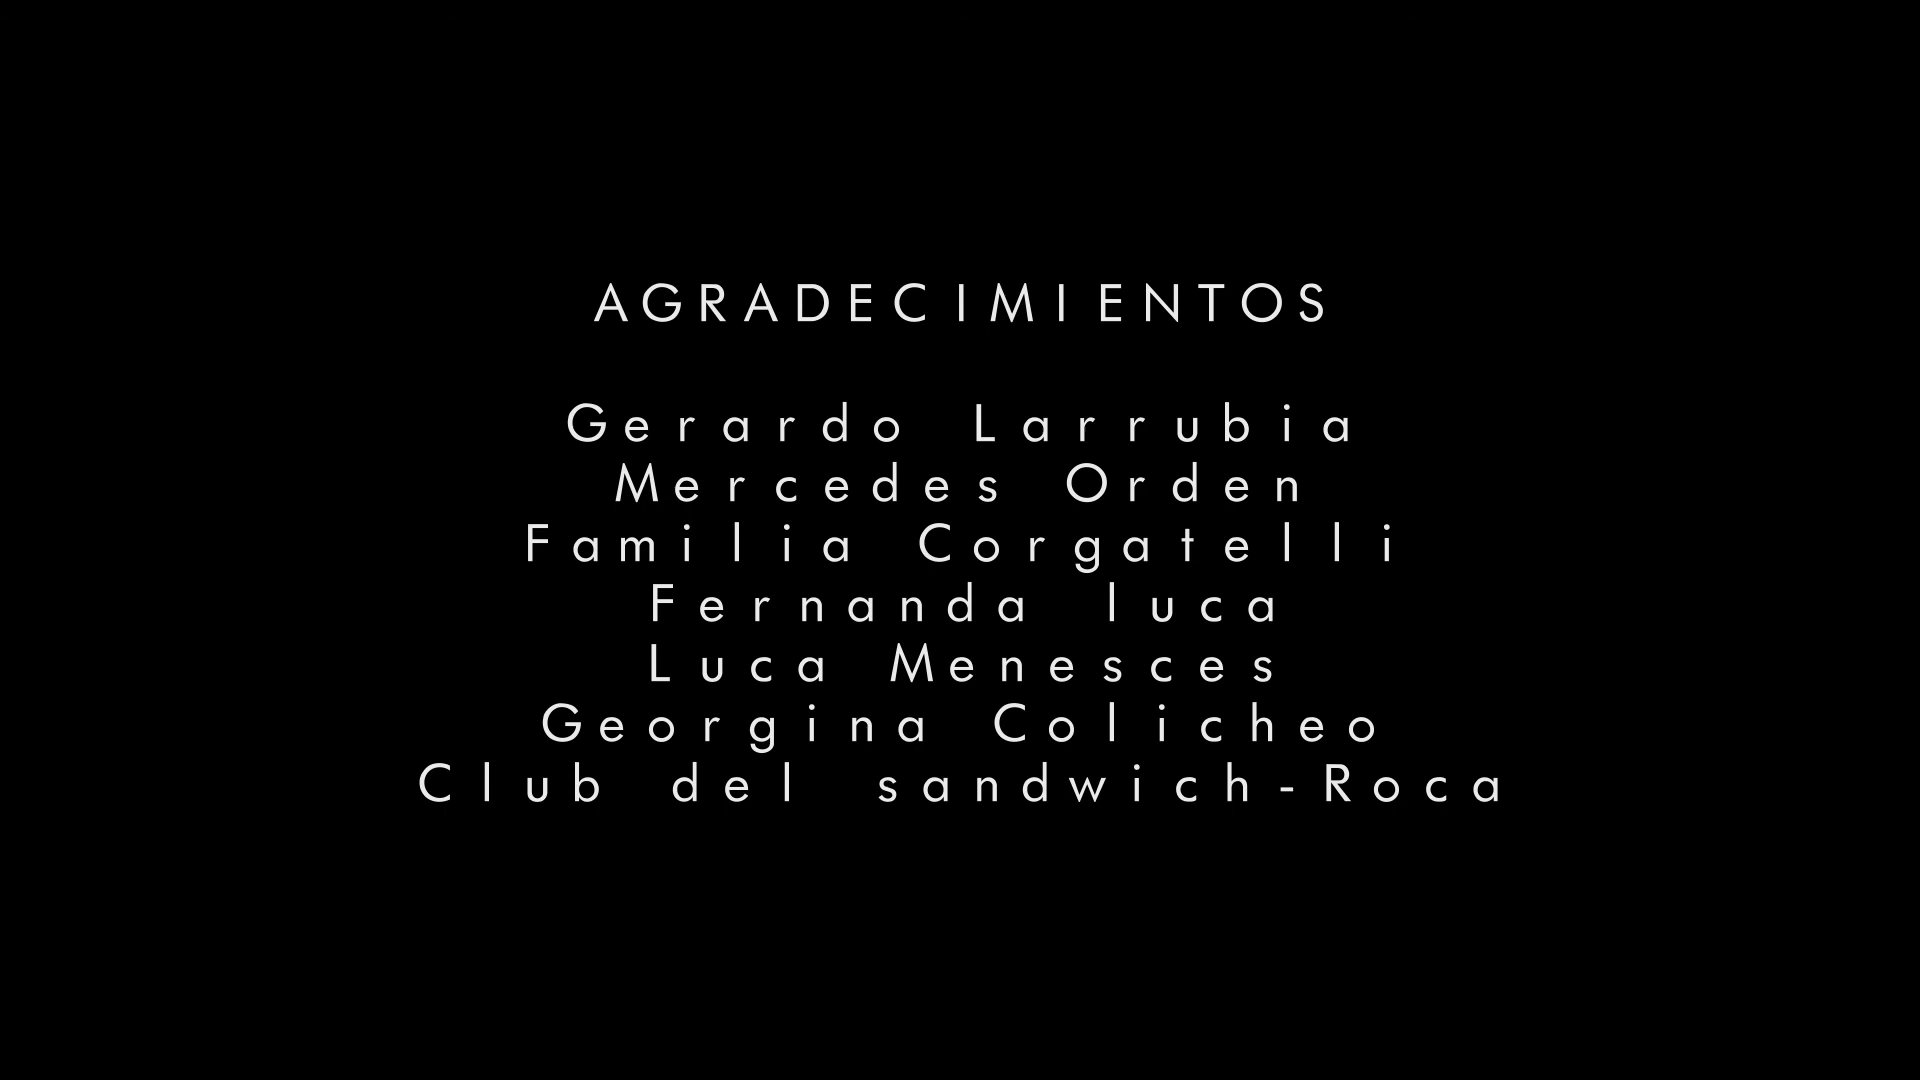 AGRADECIMIENTOS
Gerardo Larrubia
Mercedes Orden
Familia Corgatelli
Fernanda luca
Luca Menesces
Georgina Colicheo
Club del sandwich-Roca